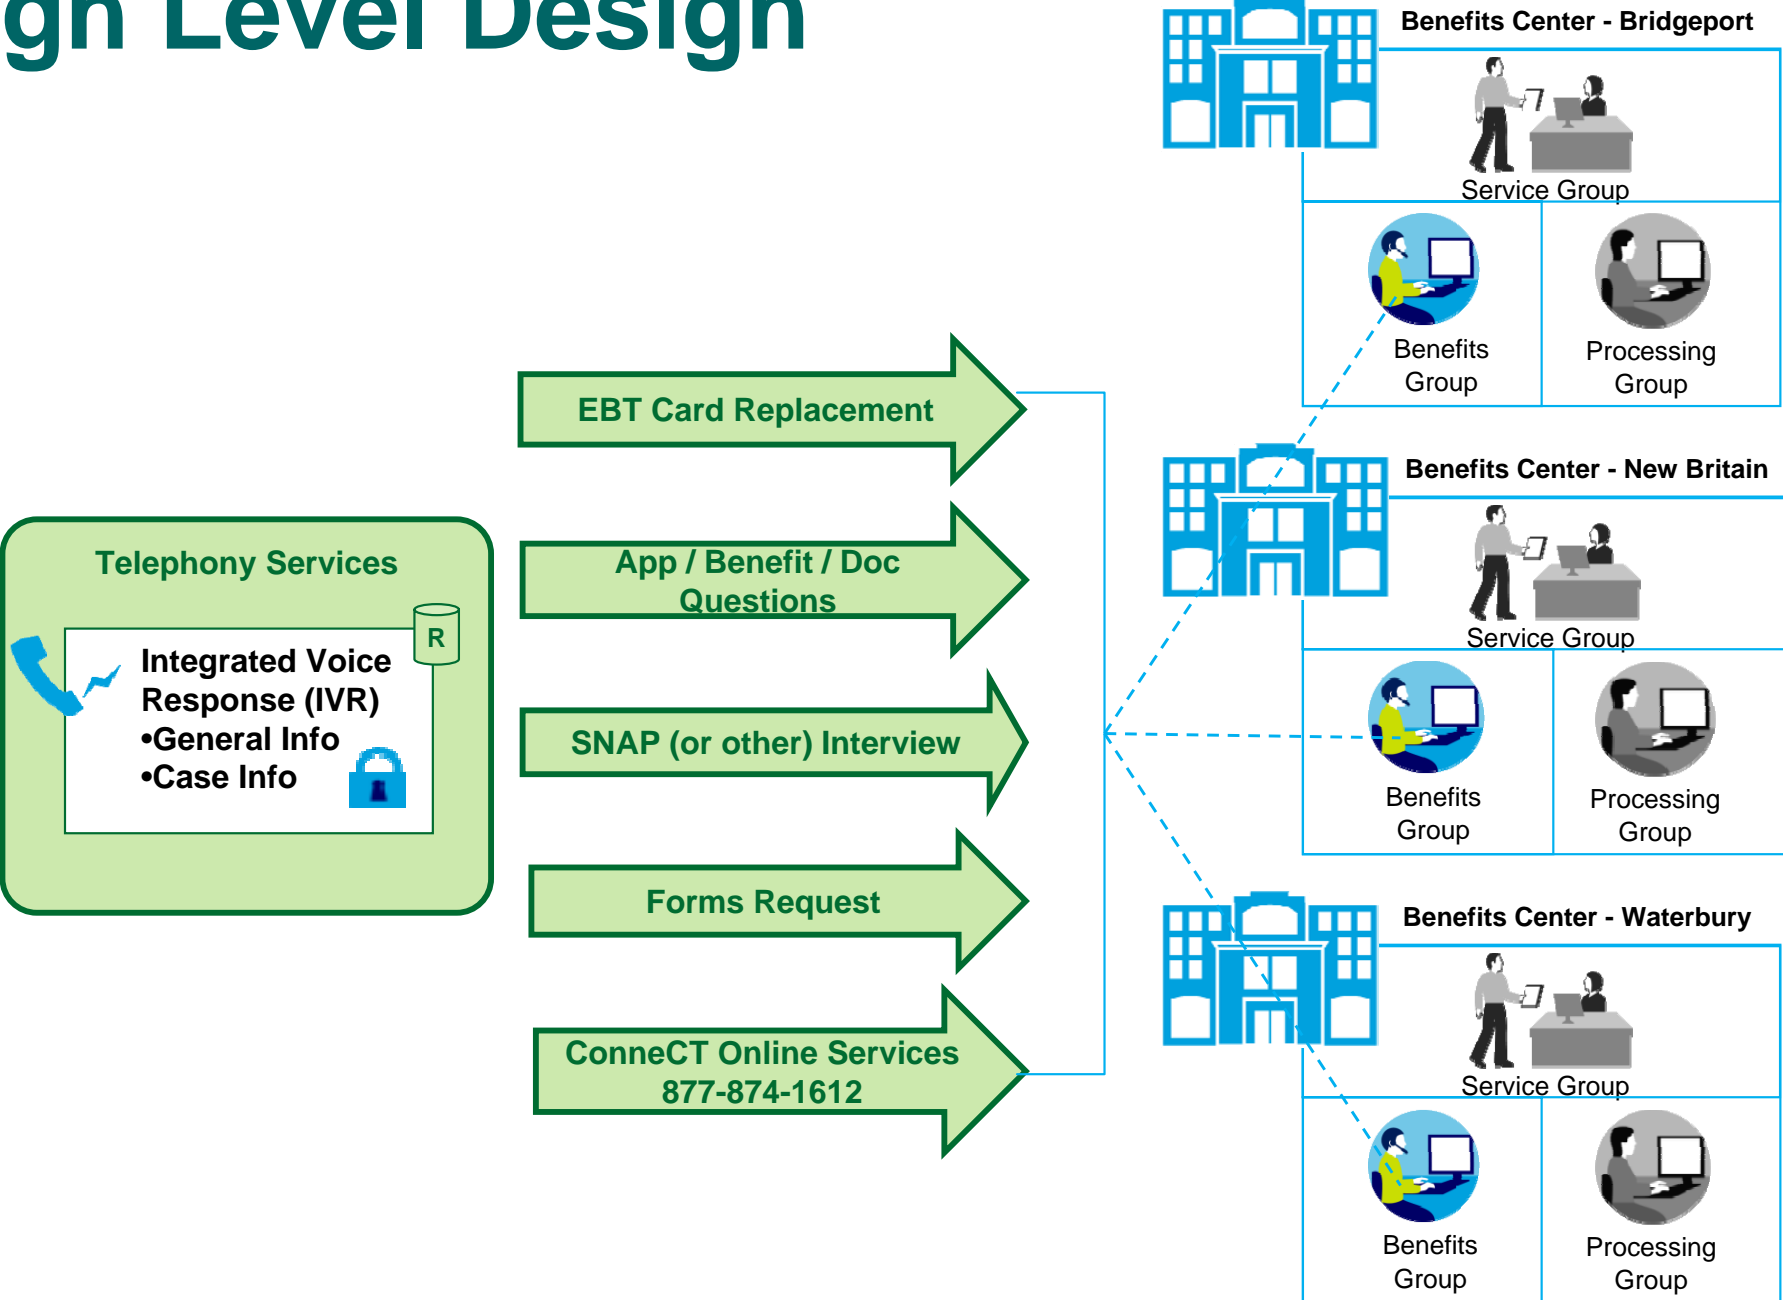 gn Level Design
Benefits Center - Bridgeport
Service Group
Benefits
Group
Processing
Group
EBT Card Replacement
Benefits Center - New Britain
Telephony Services
App / Benefit / Doc
Questions
R
Integrated Voice
Response (IVR)
•General Info
•Case Info
Service Group
SNAP (or other) Interview
Benefits
Group
Processing
Group
Forms Request
Benefits Center - Waterbury
ConneCT Online Services
877-874-1612
Service Group
Benefits
Group
Processing
Group